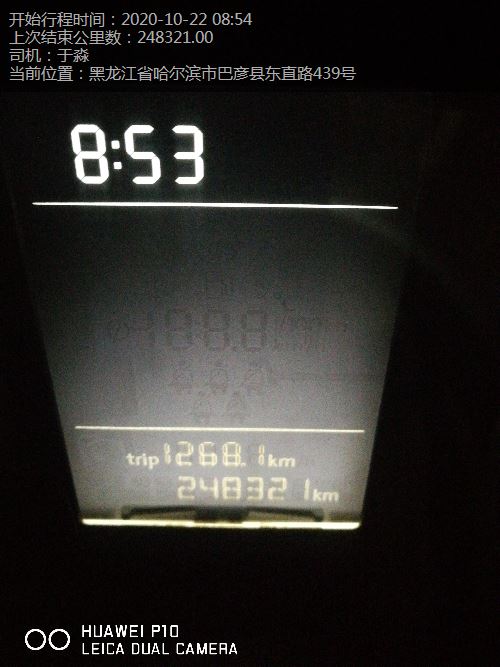 开始行程时间：2020-10-22 08:54
上次结束公里数：248321.00
司机：于淼
当前位置：黑龙江省哈尔滨市巴彦县东直路439号
8:53
trip 1268.1 km
248321 km
HUAWEI P10
LEICA DUAL CAMERA